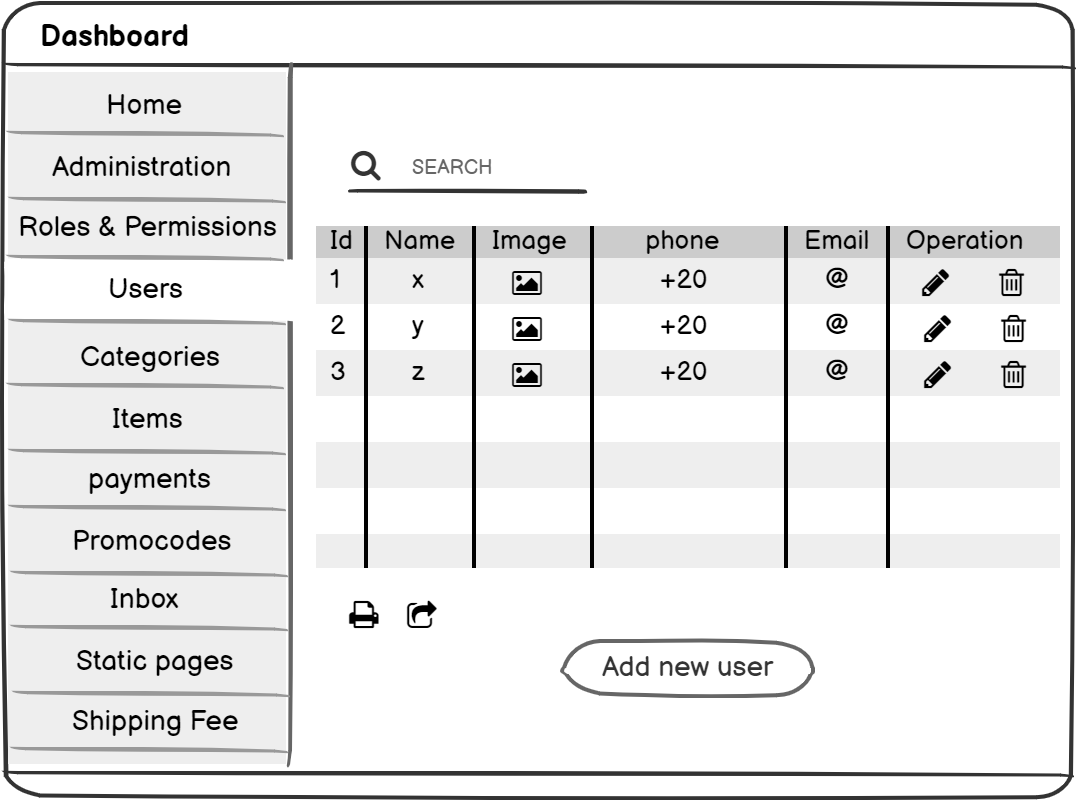 Dashboard
Home
Administration
Roles & Permissions
Users
Categories
Items
payments
Promocodes
Inbox
Static pages
Shipping Fee
SEARCH
Id Name Image phone Email Operation
1 x +20 @
2 y +20 @
3 z +20 @
Add new user